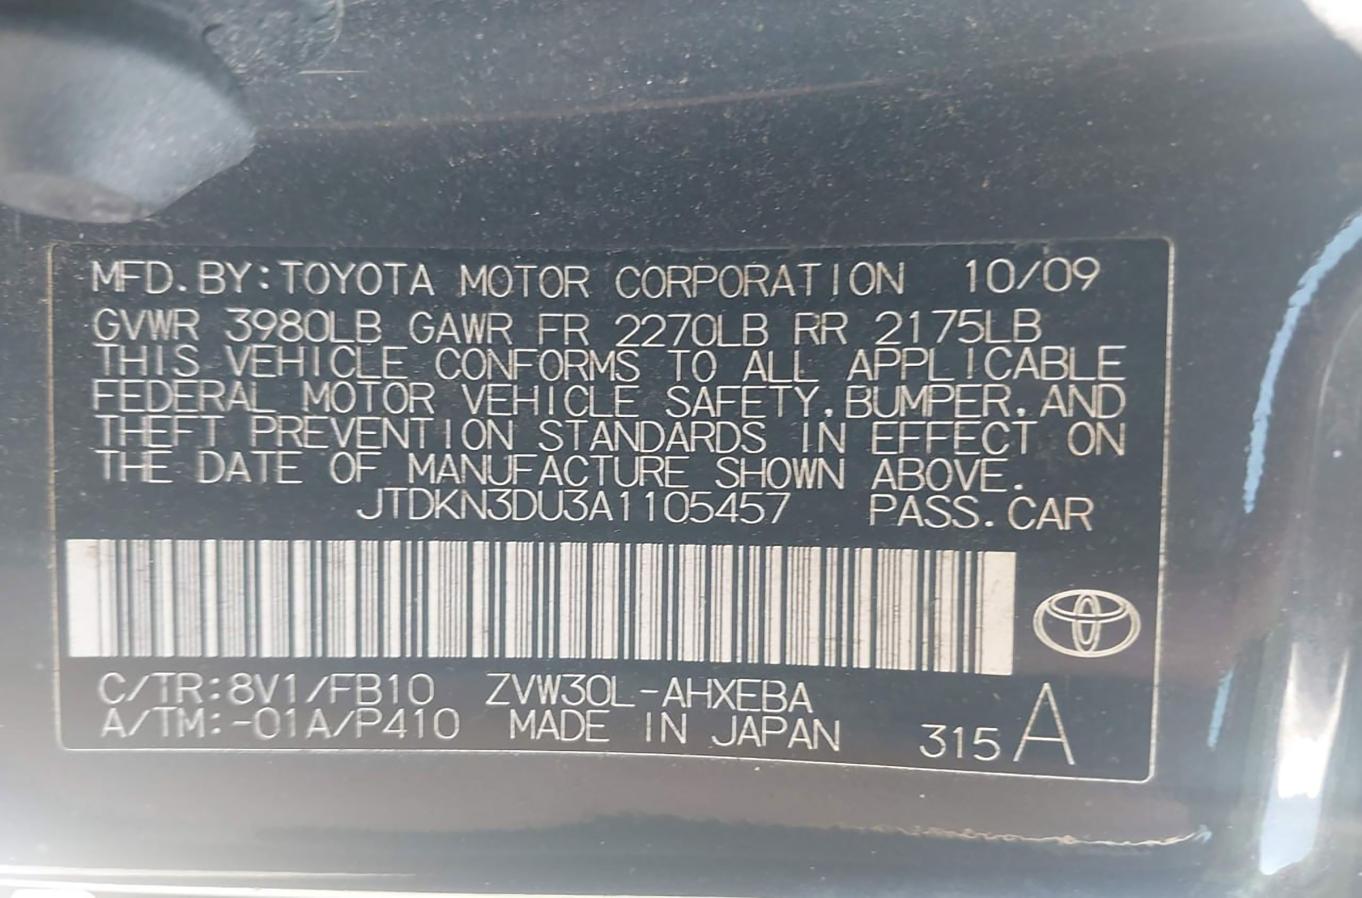 MFD.BY:TOYOTA MOTOR CORPORATION 10/09
GVWR 3980LB GAWR FR 2270LB RR 2175LB
THIS VEHICLE CONFORMS TO ALL APPLICABLE
FEDERAL MOTOR VEHICLE SAFETY,BUMPER,AND
THEFT PREVENTION STANDARDS IN EFFECT ON
THE DATE OF MANUFACTURE SHOWN ABOVE.
JTDKN3DU3A1105457 PASS.CAR
C/TR:8V1/FB10 ZVW30L-AHXEBA
A/TM:-01A/P410 MADE IN JAPAN 315 A